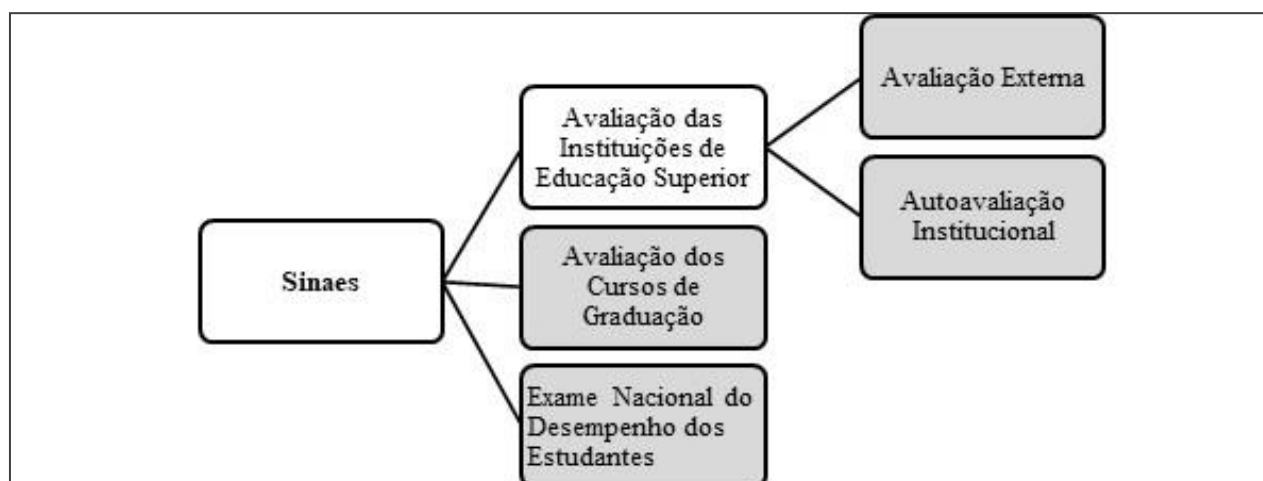 Sinaes
Avaliação das
Instituições de
Educação Superior
Avaliação dos
Cursos de
Graduação
Exame Nacional do
Desempenho dos
Estudantes
Avaliação Externa
Autoavaliação
Institucional